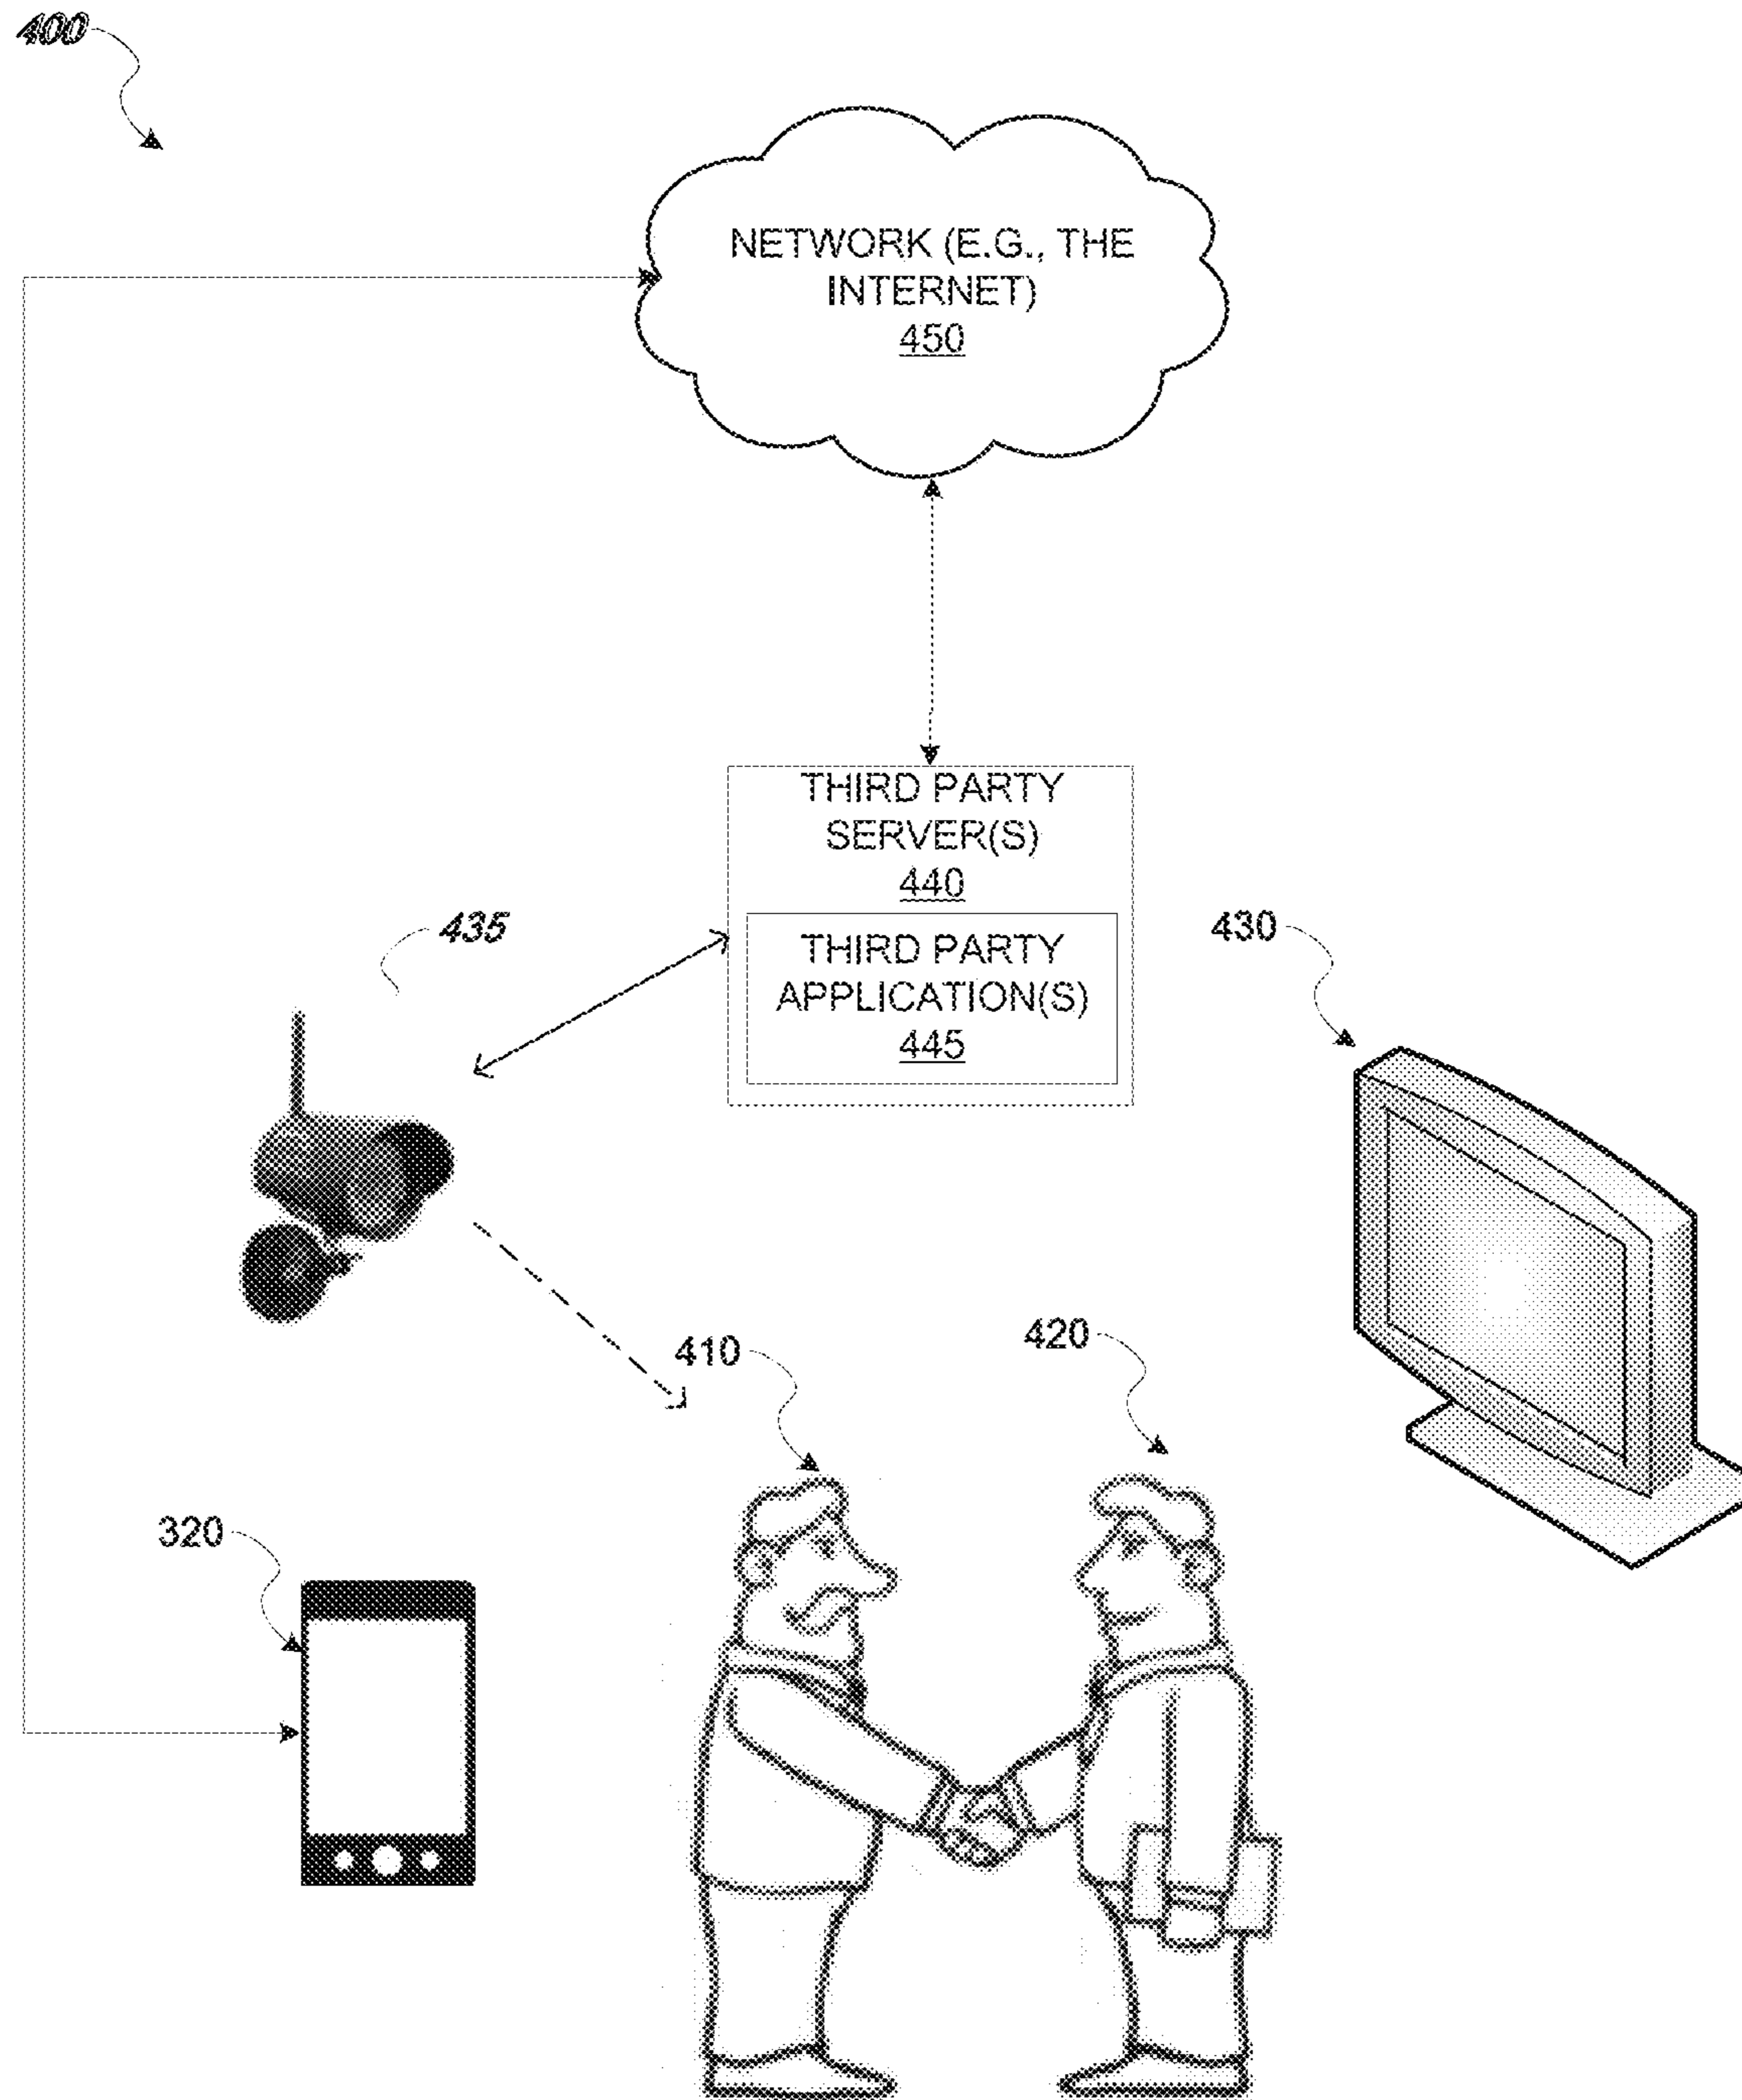 400
NETWORK (E.G., THE
INTERNET)
450
THIRD PARTY
SERVER(S)
440
THIRD PARTY
APPLICATION(S)
445
435
430
410
420
320